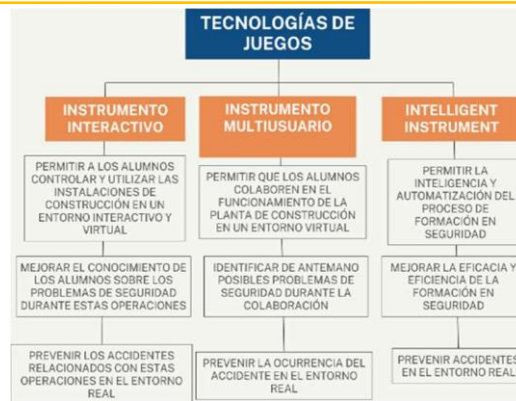 TECNOLOGÍAS DE
JUEGOS
INSTRUMENTO
INTERACTIVO
PERMITIR A LOS ALUMNOS
CONTROLAR Y UTILIZAR LAS
INSTALACIONES DE
CONSTRUCCIÓN EN UN
ENTORNO INTERACTIVO Y
VIRTUAL
MEJORAR EL CONOCIMIENTO DE
LOS ALUMNOS SOBRE LOS
PROBLEMAS DE SEGURIDAD
DURANTE ESTAS OPERACIONES
PREVENIR LOS ACCIDENTES
RELACIONADOS CON ESTAS
OPERACIONES EN EL ENTORNO
REAL
INSTRUMENTO
MULTIUSUARIO
PERMITIR QUE LOS ALUMNOS
COLABOREN EN EL
FUNCIONAMIENTO DE LA
PLANTA DE CONSTRUCCIÓN
EN UN ENTORNO VIRTUAL
IDENTIFICAR DE ANTEMANO
POSIBLES PROBLEMAS DE
SEGURIDAD DURANTE LA
COLABORACIÓN
PREVENIR LA OCURRENCIA DEL
ACCIDENTE EN EL ENTORNO
REAL
INTELLIGENT
INSTRUMENT
PERMITIR LA
INTELIGENCIA Y
AUTOMATIZACIÓN DEL
PROCESO DE
FORMACIÓN EN
SEGURIDAD
MEJORAR LA EFICACIA Y
EFICIENCIA DE LA
FORMACIÓN EN
SEGURIDAD
PREVENIR ACCIDENTES
EN EL ENTORNO REAL